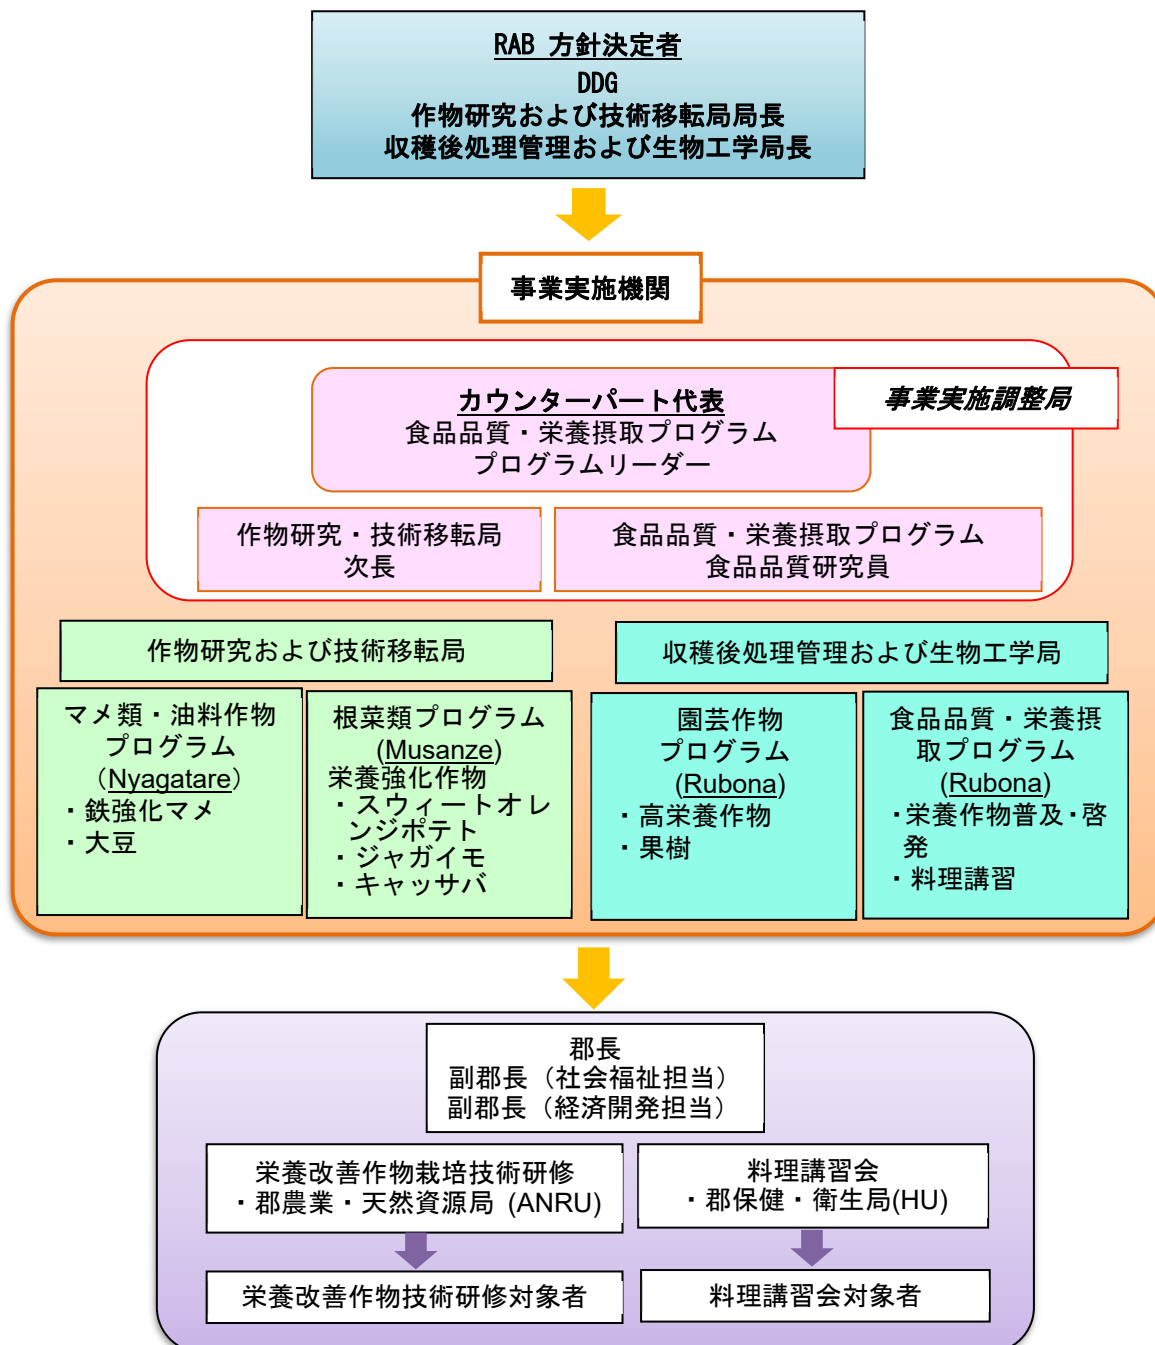 RAB 方針決定者
DDG
作物研究および技術移転局局長
収穫後処理管理および生物工学局長
事業実施機関
事業実施調整局
カウンターパート代表
食品品質・栄養摂取プログラム
プログラムリーダー
作物研究・技術移転局
次長
食品品質・栄養摂取プログラム
食品品質研究員
作物研究および技術移転局
マメ類・油料作物
プログラム
（Nyagatare）
・鉄強化マメ
・大豆
根菜類プログラム
(Musanze)
栄養強化作物
・スウィートオレ
ンジポテト
・ジャガイモ
・キャッサバ
収穫後処理管理および生物工学局
園芸作物
プログラム
(Rubona)
・高栄養作物
・果樹
食品品質・栄養摂
取プログラム
(Rubona)
・栄養作物普及・啓
発
・料理講習
郡長
副郡長（社会福祉担当）
副郡長（経済開発担当）
栄養改善作物栽培技術研修
・郡農業・天然資源局 (ANRU)
栄養改善作物技術研修対象者
料理講習会
・郡保健・衛生局(HU)
料理講習会対象者